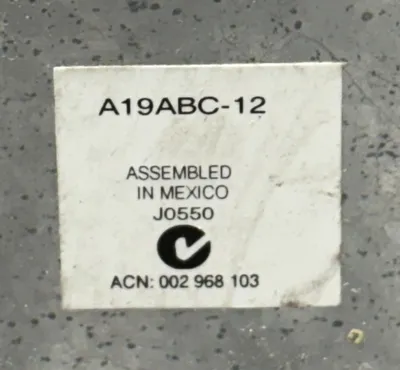 A19ABC-12
ASSEMBLED
IN MEXICO
J0550
ACN: 002 968 103